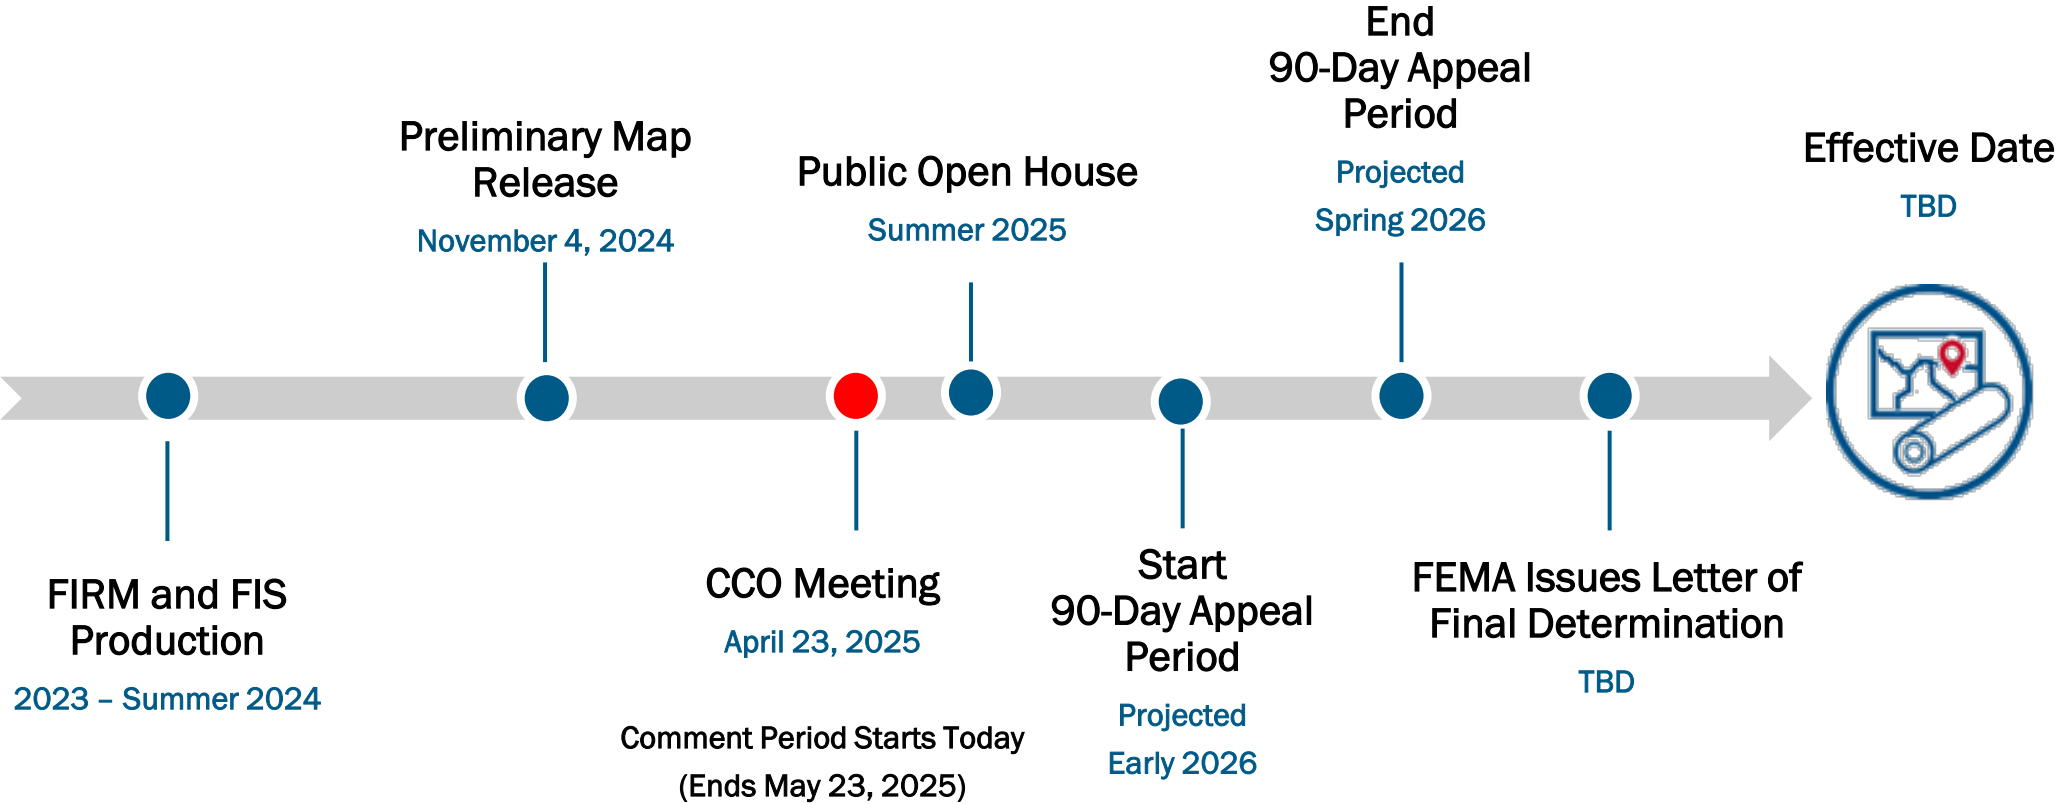 FIRM and FIS
Production
2023 – Summer 2024
Preliminary Map
Release
November 4, 2024
CCO Meeting
April 23, 2025
Comment Period Starts Today
(Ends May 23, 2025)
Public Open House
Summer 2025
Start
90-Day Appeal
Period
Projected
Early 2026
End
90-Day Appeal
Period
Projected
Spring 2026
FEMA Issues Letter of
Final Determination
TBD
Effective Date
TBD